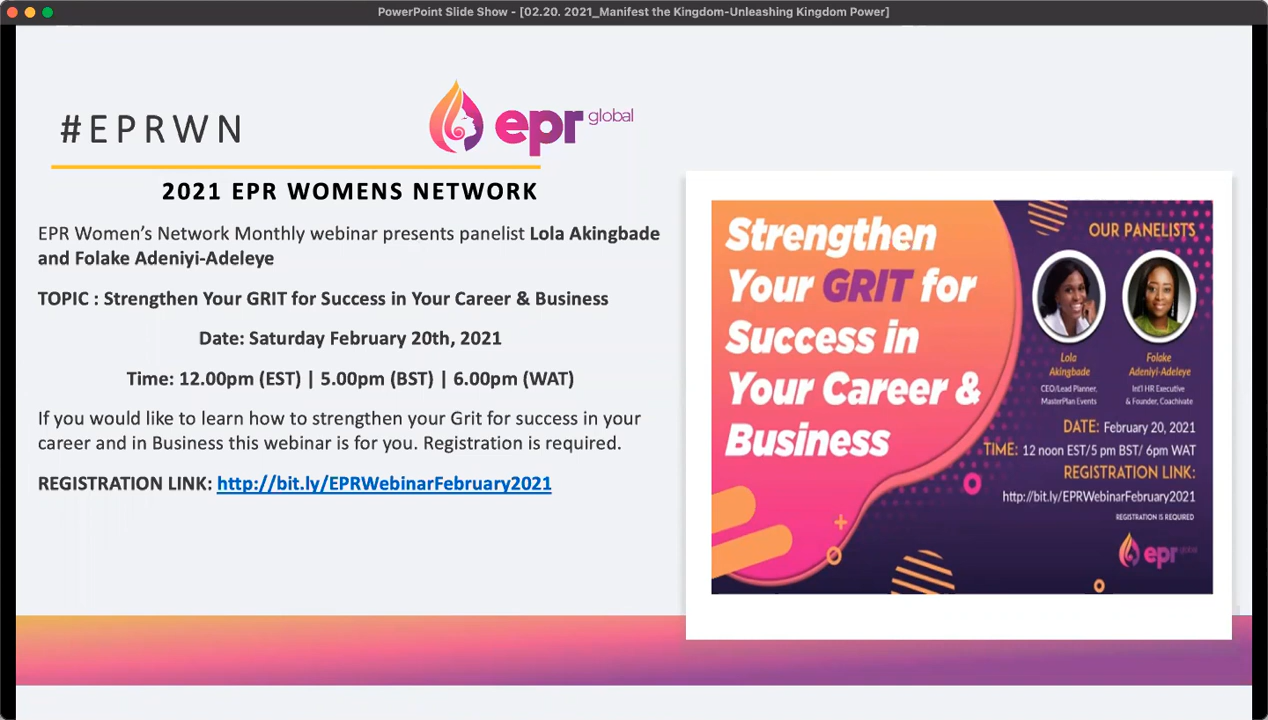 PowerPoint Slide Show - [02.20. 2021_Manifest the Kingdom-Unleashing Kingdom Power]
#EPRWN
epr global
2021 EPR WOMENS NETWORK
EPR Women’s Network Monthly webinar presents panelist Lola Akingbade
and Folake Adeniyi-Adeleye
TOPIC : Strengthen Your GRIT for Success in Your Career & Business
Date: Saturday February 20th, 2021
Time: 12.00pm (EST) | 5.00pm (BST) | 6.00pm (WAT)
If you would like to learn how to strengthen your Grit for success in your
career and in Business this webinar is for you. Registration is required.
REGISTRATION LINK: http://bit.ly/EPRWebinarFebruary2021
Strengthen
Your GRIT for
Success in
Your Career &
Business
OUR PANELISTS
Lola
Akingbade
CEO/Lead Planner,
MasterPlan Events
Folake
Adeniyi-Adeleye
Int'l HR Executive
& Founder, Coachivate
DATE: February 20, 2021
TIME: 12 noon EST/5 pm BST/ 6pm WAT
REGISTRATION LINK:
http://bit.ly/EPRWebinarFebruary2021
REGISTRATION IS REQUIRED
epr global